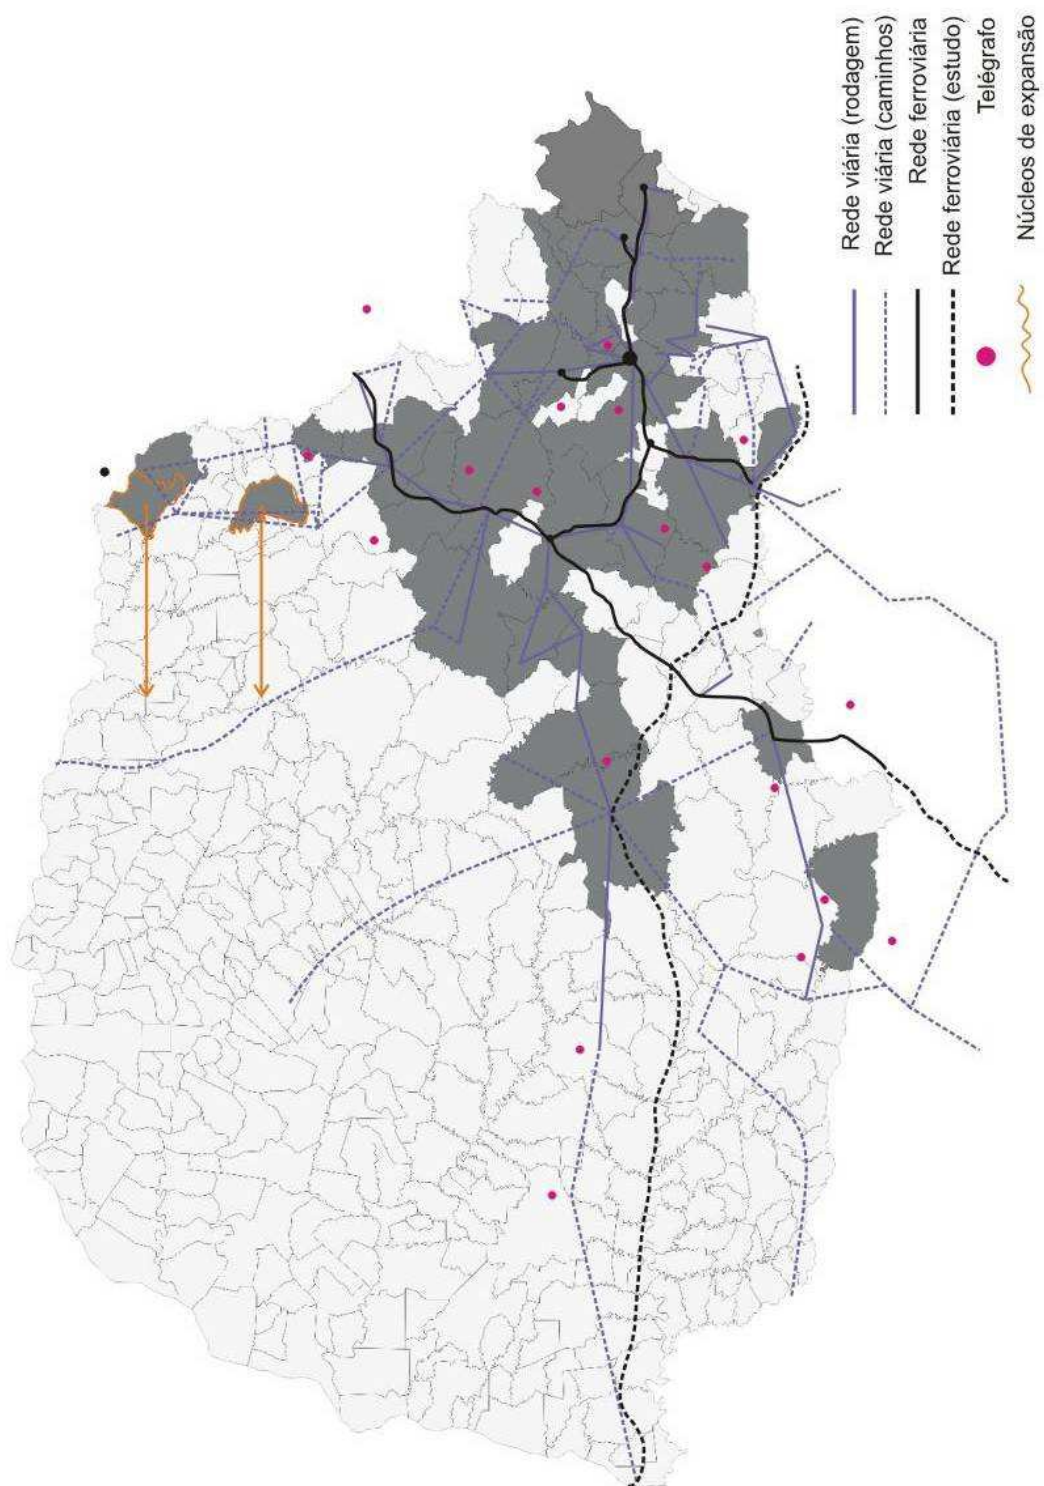 Rede viária (rodagem)
Rede viária (caminhos)
Rede ferroviária
Rede ferroviária (estudo)
Telégrafo
Núcleos de expansão